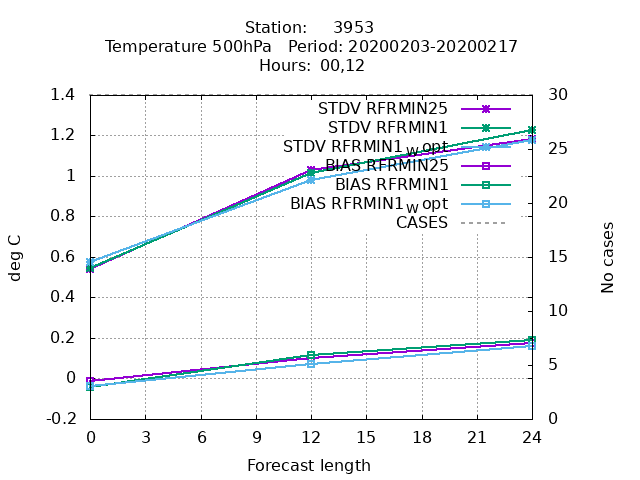 Station: 3953
Temperature 500hPa Period: 20200203-20200217
Hours: 00,12
1.4
1.2
1
0.8
0.6
0.4
0.2
0
-0.2
30
25
20
15
10
5
0
STDV RFRMIN25
STDV RFRMIN1
STDV RFRMIN1_W opt
BIAS RFRMIN25
BIAS RFRMIN1
BIAS RFRMIN1_W opt
CASES
deg C
No cases
0 3 6 9 12 15 18 21 24
Forecast length